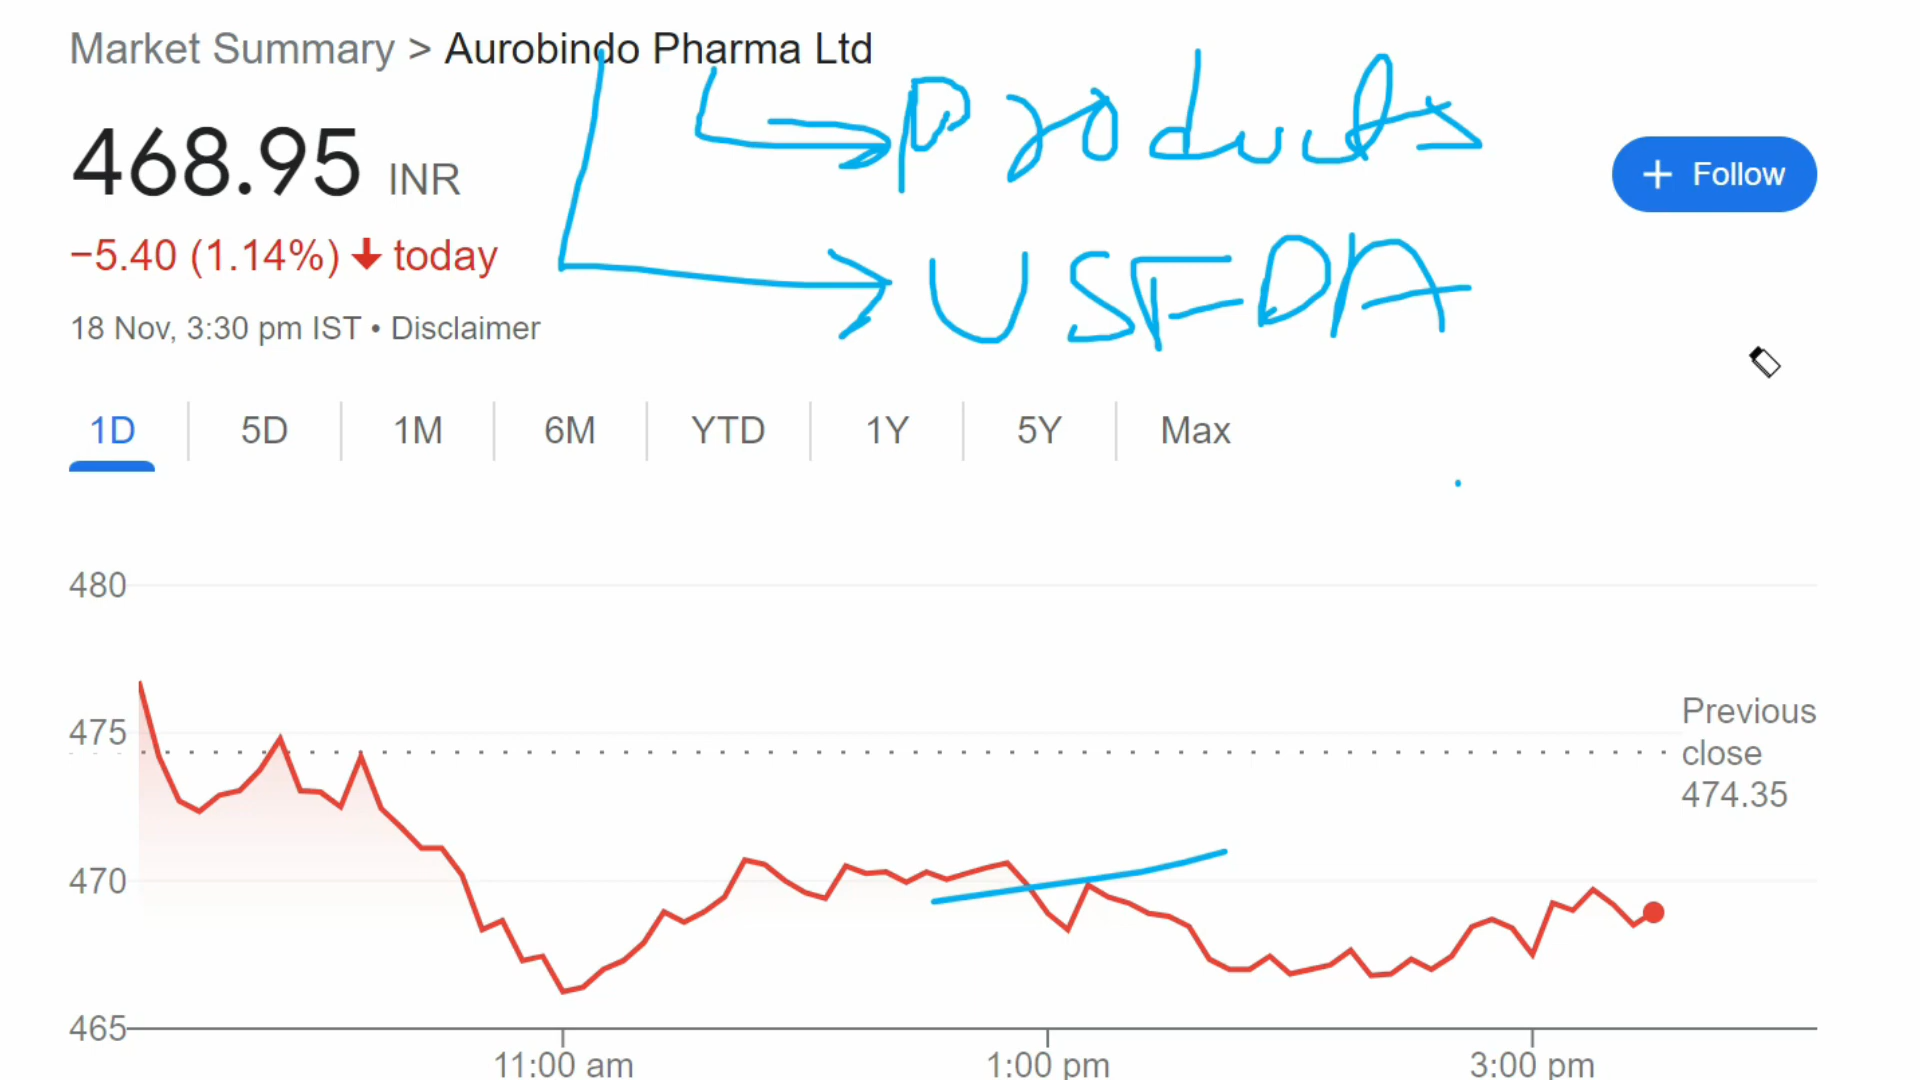 Market Summary > Aurobindo Pharma Ltd
Products
468.95 INR
+ Follow
−5.40 (1.14%) ↓ today
USFDA
18 Nov, 3:30 pm IST • Disclaimer
1D 5D 1M 6M YTD 1Y 5Y Max
480
475
Previous
close
474.35
470
465
11:00 am 1:00 pm 3:00 pm